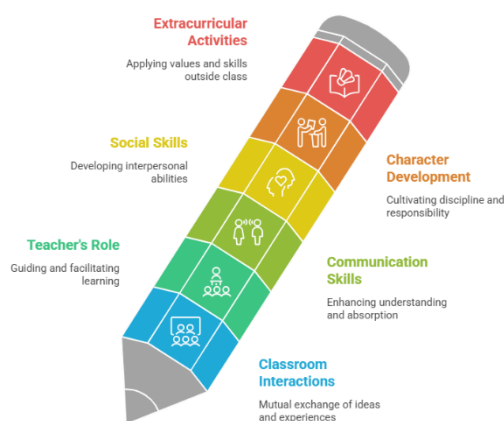 Extracurricular
Activities
Applying values and skills
outside class
Social Skills
Developing interpersonal
abilities
Character
Development
Cultivating discipline and
responsibility
Teacher's Role
Guiding and facilitating
learning
Communication
Skills
Enhancing understanding
and absorption
Classroom
Interactions
Mutual exchange of ideas
and experiences